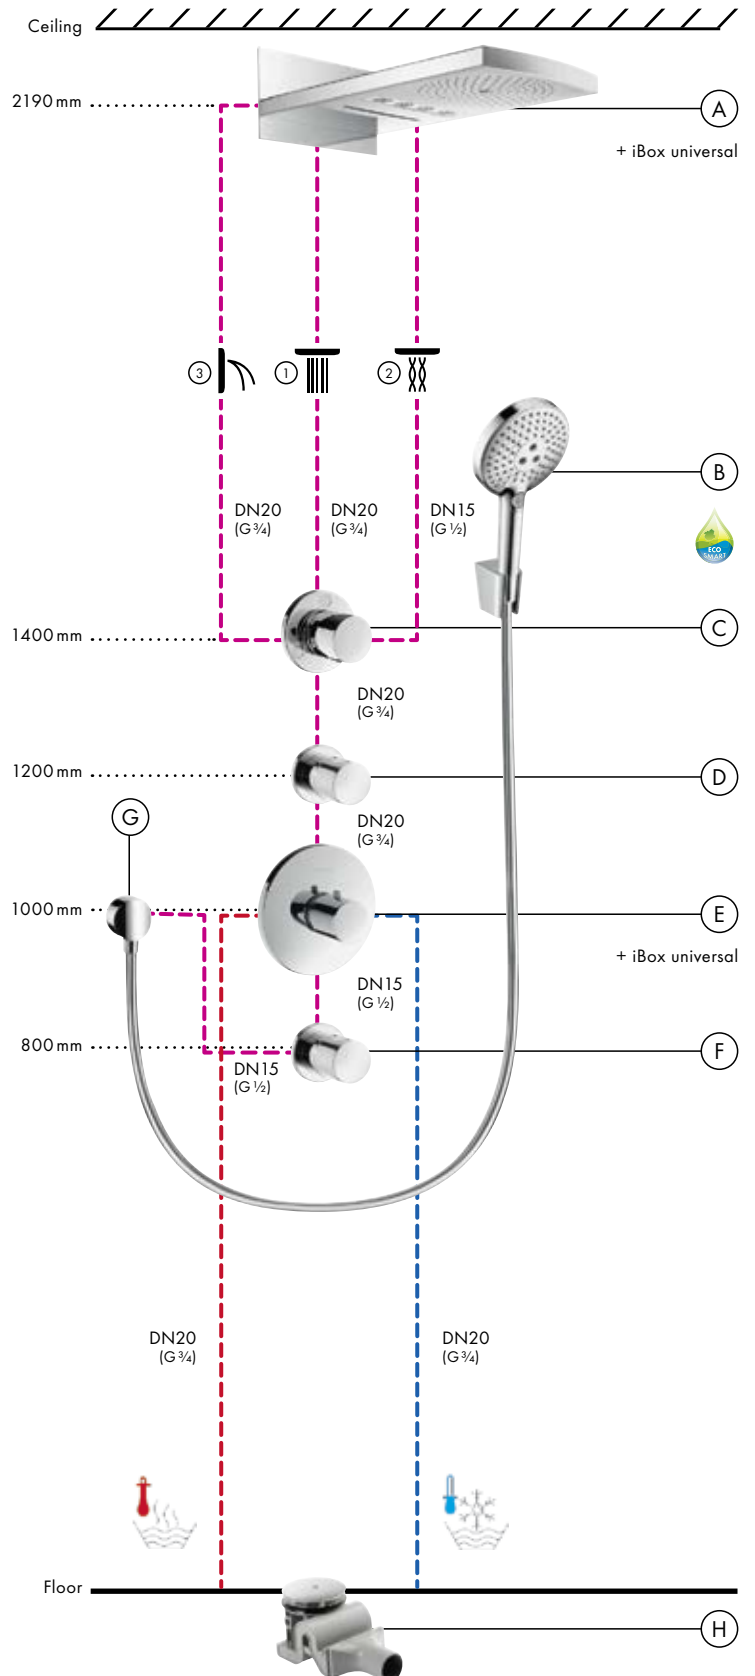 Ceiling
2190 mm
A
+ iBox universal
3
1
2
B
DN20
(G ¾)
DN20
(G ¾)
DN15
(G ½)
ECO
SMART
1400 mm
C
DN20
(G ¾)
1200 mm
D
G
DN20
(G ¾)
1000 mm
E
+ iBox universal
DN15
(G ½)
800 mm
F
DN15
(G ½)
DN20
(G ¾)
DN20
(G ¾)
Floor
H